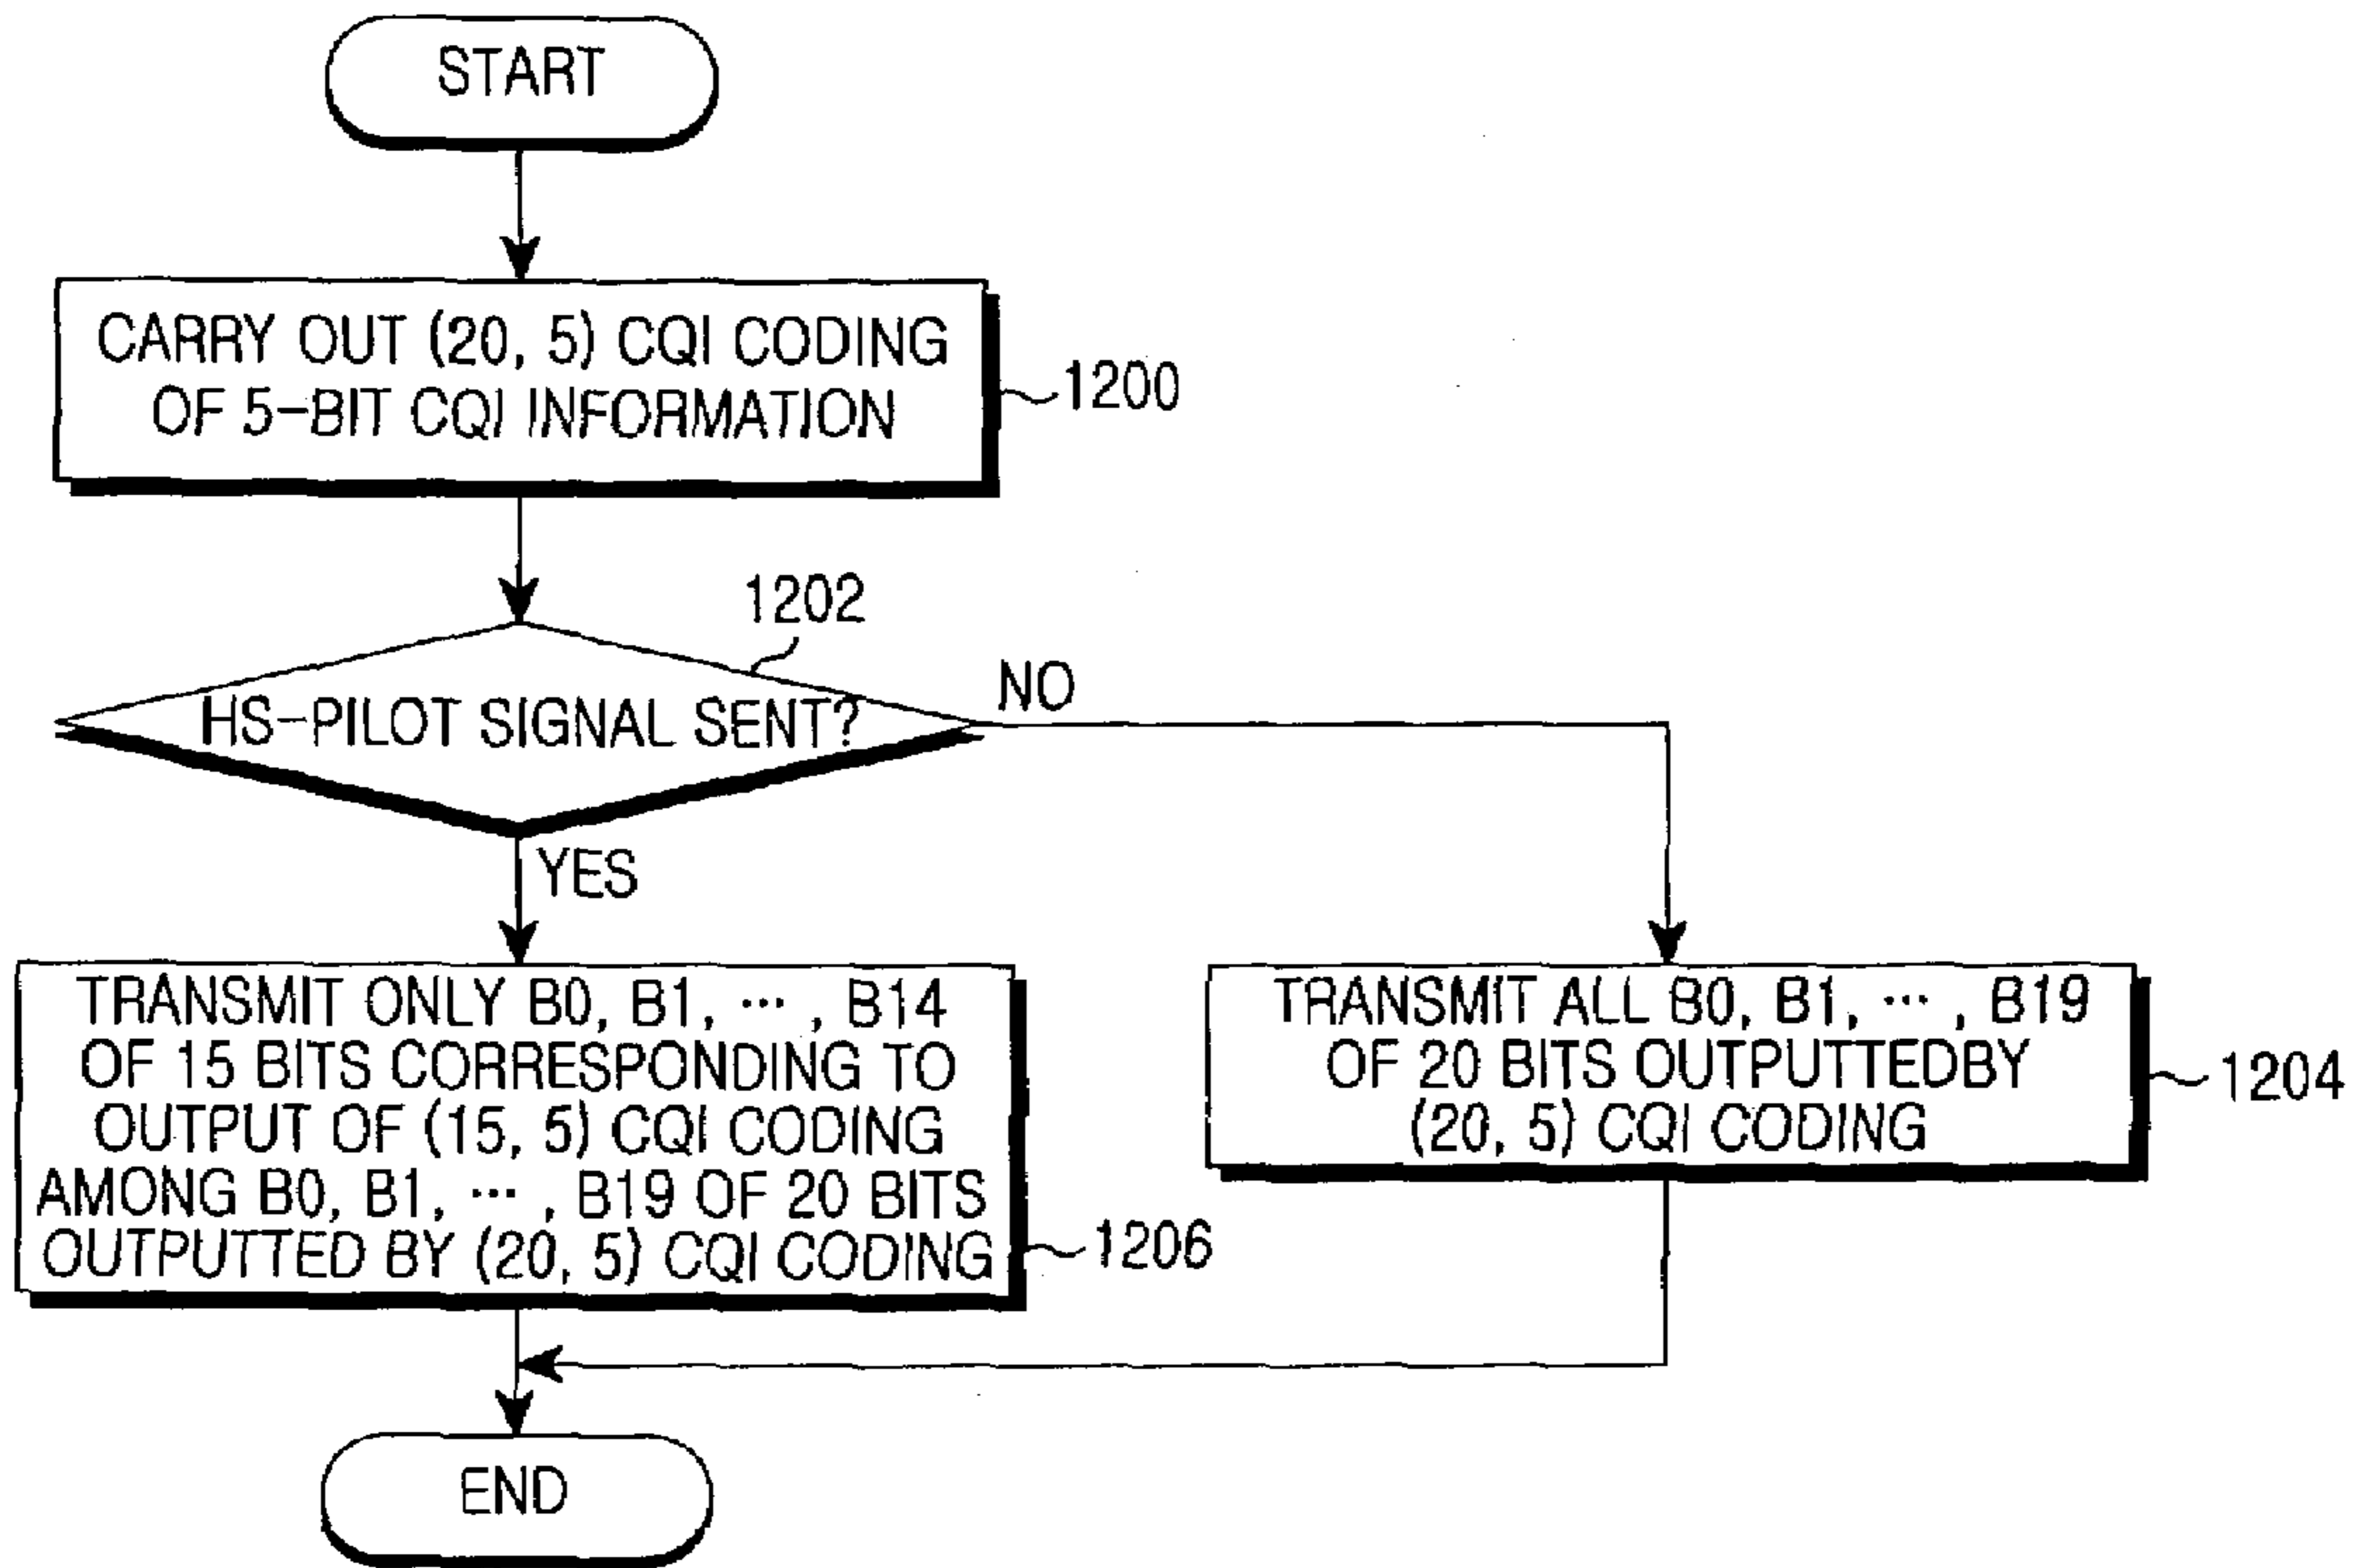 START
CARRY OUT (20, 5) CQI CODING
OF 5-BIT CQI INFORMATION
1200
1202
HS-PILOT SIGNAL SENT?
NO
YES
TRANSMIT ONLY B0, B1, ··· , B14
OF 15 BITS CORRESPONDING TO
OUTPUT OF (15, 5) CQI CODING
AMONG B0, B1, ··· , B19 OF 20 BITS
OUTPUTTED BY (20, 5) CQI CODING
1206
TRANSMIT ALL B0, B1, ··· , B19
OF 20 BITS OUTPUTTEDBY
(20, 5) CQI CODING
1204
END